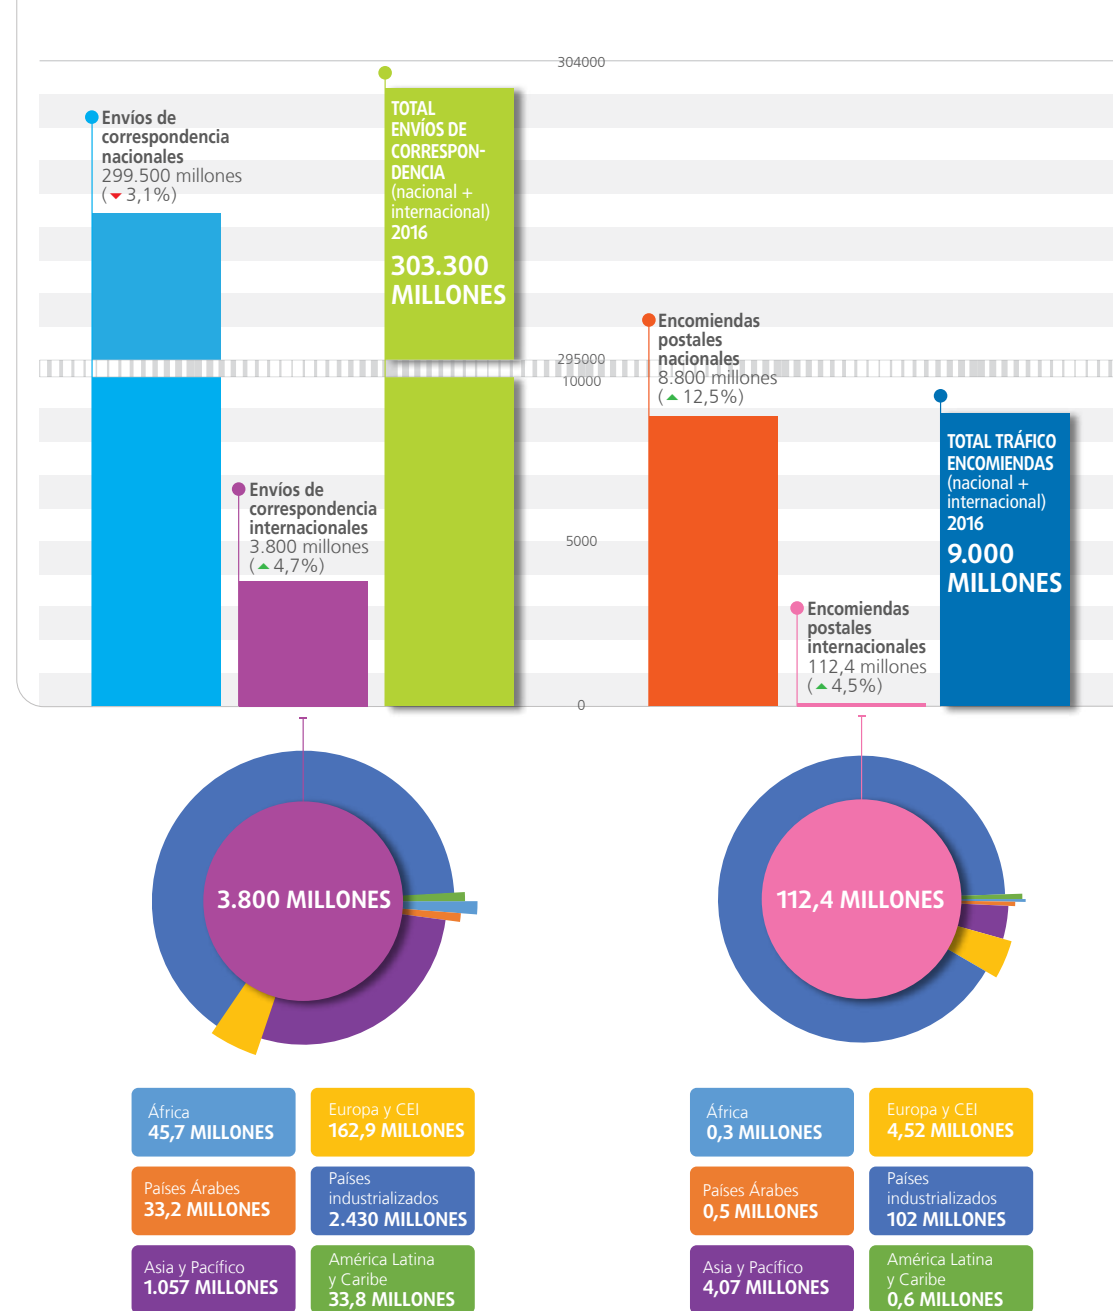 304000
Envíos de
correspondencia
nacionales
299.500 millones
(▼ 3,1%)
TOTAL
ENVÍOS DE
CORRESPON-
DENCIA
(nacional +
internacional)
2016
303.300
MILLONES
295000
10000
Encomiendas
postales
nacionales
8.800 millones
(▲ 12,5%)
Envíos de
correspondencia
internacionales
3.800 millones
(▲ 4,7%)
5000
TOTAL TRÁFICO
ENCOMIENDAS
(nacional +
internacional)
2016
9.000
MILLONES
Encomiendas
postales
internacionales
112,4 millones
(▲ 4,5%)
0
3.800 MILLONES
112,4 MILLONES
África
45,7 MILLONES
Europa y CEI
162,9 MILLONES
Países Árabes
33,2 MILLONES
Países
industrializados
2.430 MILLONES
Asia y Pacífico
1.057 MILLONES
América Latina
y Caribe
33,8 MILLONES
África
0,3 MILLONES
Europa y CEI
4,52 MILLONES
Países Árabes
0,5 MILLONES
Países
industrializados
102 MILLONES
Asia y Pacífico
4,07 MILLONES
América Latina
y Caribe
0,6 MILLONES